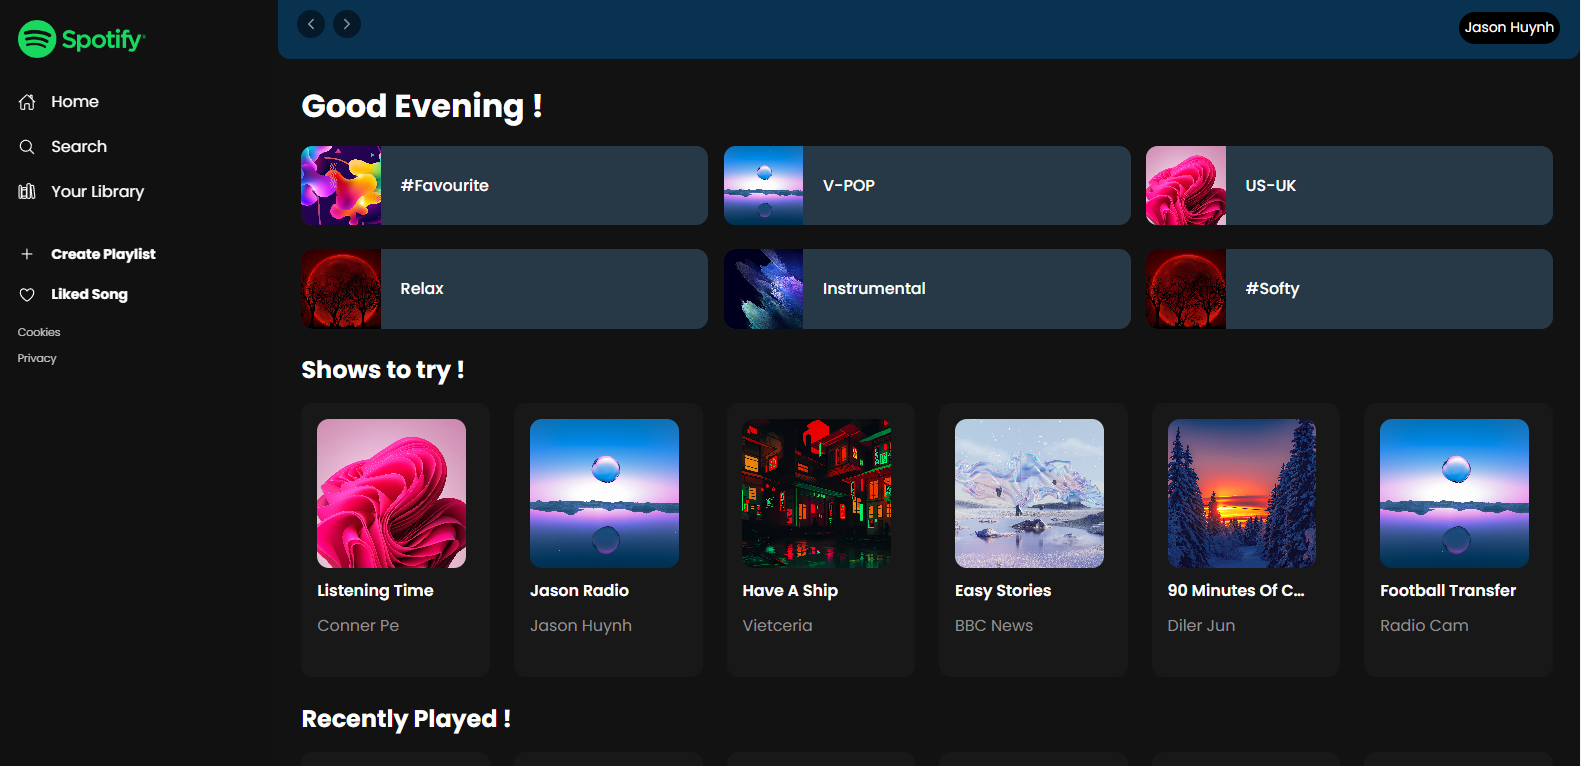 Spotify
Home
Search
Your Library
Create Playlist
Liked Song
Cookies
Privacy
Jason Huynh
Good Evening !
#Favourite
V-POP
US-UK
Relax
Instrumental
#Softy
Shows to try !
Listening Time
Conner Pe
Jason Radio
Jason Huynh
Have A Ship
Vietceria
Easy Stories
BBC News
90 Minutes Of C...
Diler Jun
Football Transfer
Radio Cam
Recently Played !